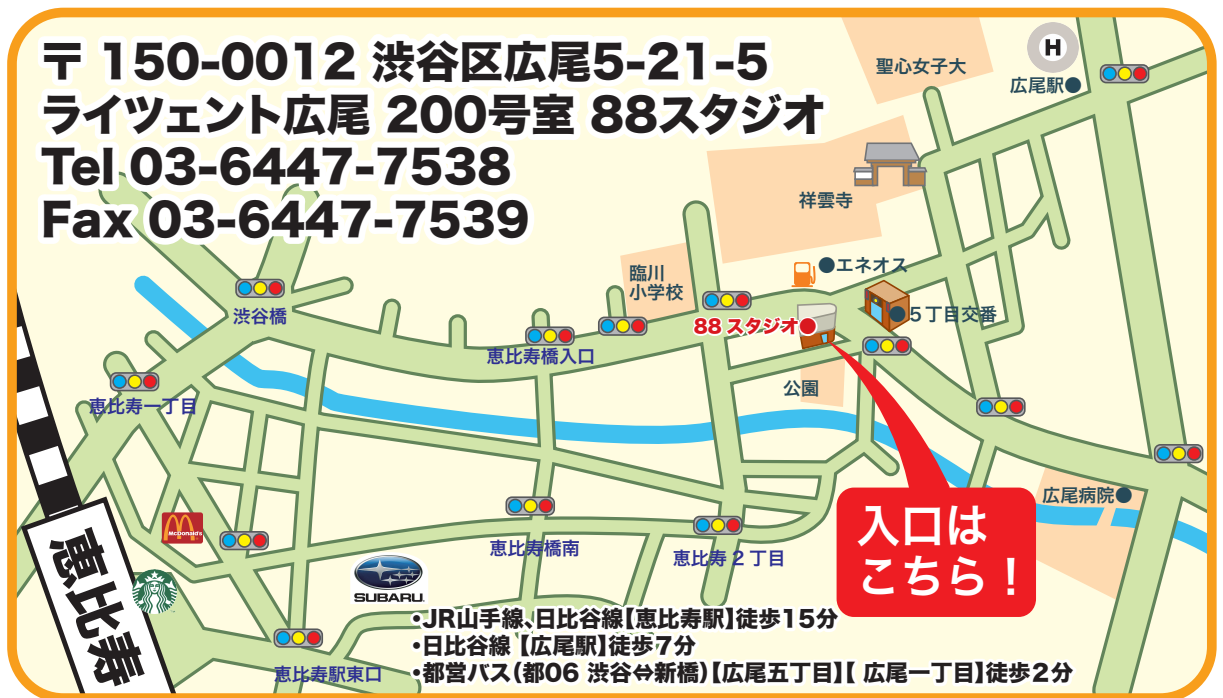 〒 150-0012 渋谷区広尾5-21-5
ライツェント広尾 200号室 88スタジオ
Tel 03-6447-7538
Fax 03-6447-7539
聖心女子大
H
広尾駅
祥雲寺
エネオス
臨川
小学校
5丁目交番
88 スタジオ
渋谷橋
恵比寿橋入口
公園
恵比寿一丁目
広尾病院
入口は
こちら！
McDonald's
恵比寿橋南
恵比寿 2 丁目
恵比寿
SUBARU
恵比寿駅東口
・JR山手線、日比谷線【恵比寿駅】徒歩15分
・日比谷線 【広尾駅】徒歩7分
・都営バス（都06 渋谷⇔新橋）【広尾五丁目】【 広尾一丁目】徒歩2分